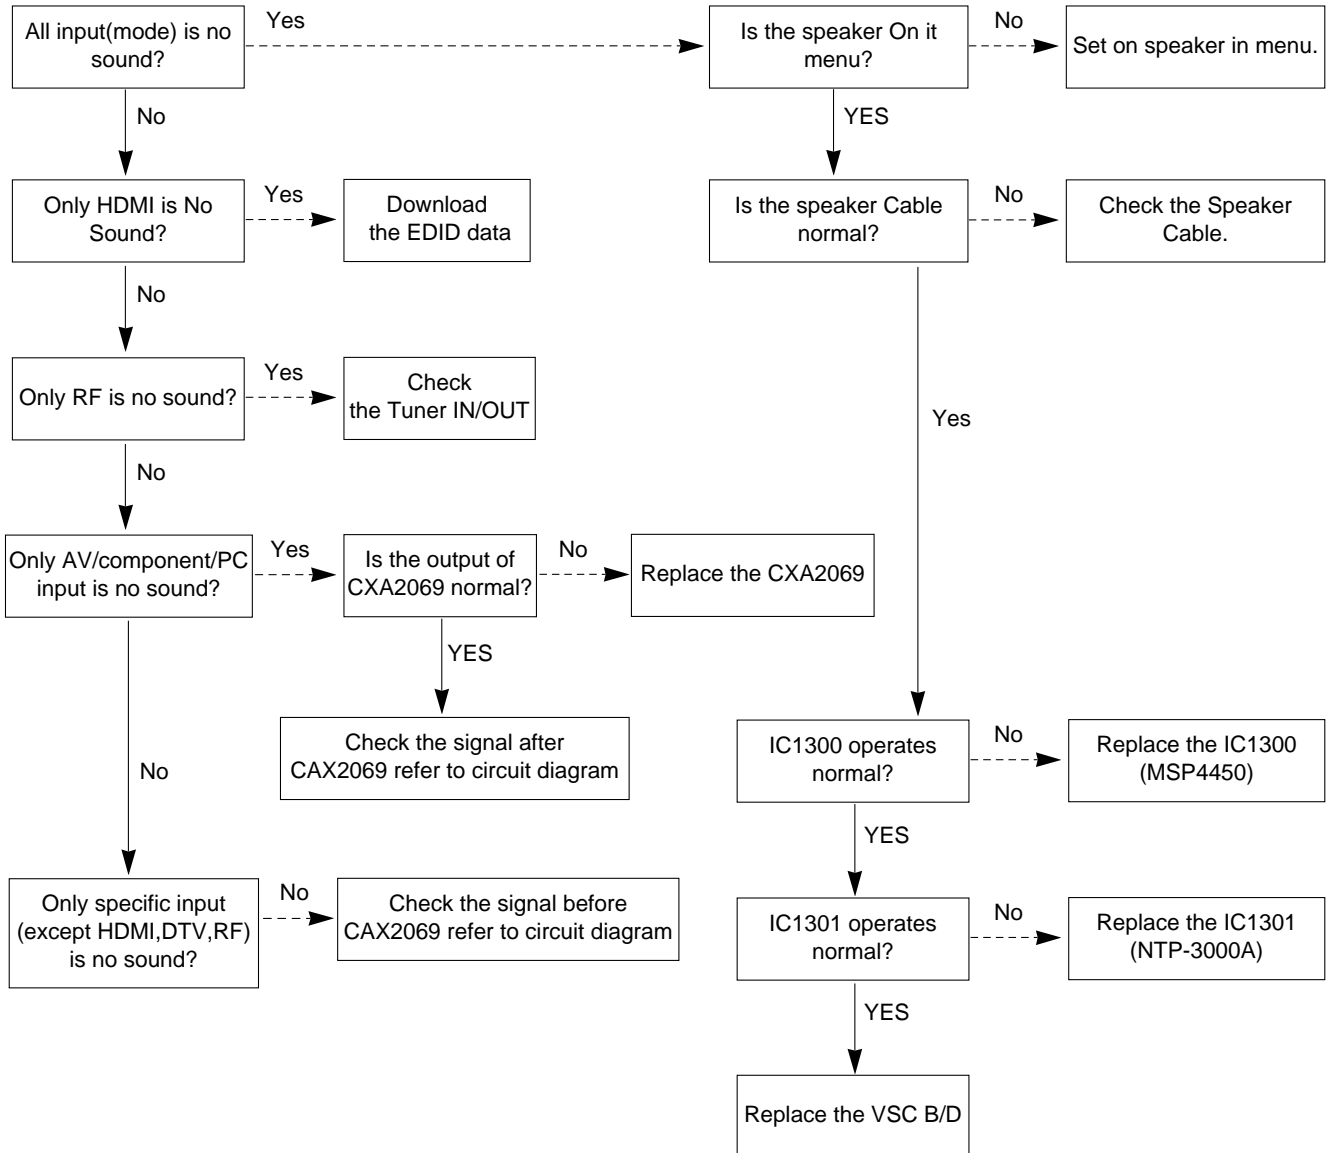 All input(mode) is no
sound?
Yes
Is the speaker On it
menu?
No
Set on speaker in menu.
No
YES
Only HDMI is No
Sound?
Yes
Download
the EDID data
Is the speaker Cable
normal?
No
Check the Speaker
Cable.
No
Yes
Only RF is no sound?
Yes
Check
the Tuner IN/OUT
No
Only AV/component/PC
input is no sound?
Yes
Is the output of
CXA2069 normal?
No
Replace the CXA2069
YES
No
Check the signal after
CAX2069 refer to circuit diagram
IC1300 operates
normal?
No
Replace the IC1300
(MSP4450)
YES
Only specific input
(except HDMI,DTV,RF)
is no sound?
No
Check the signal before
CAX2069 refer to circuit diagram
IC1301 operates
normal?
No
Replace the IC1301
(NTP-3000A)
YES
Replace the VSC B/D